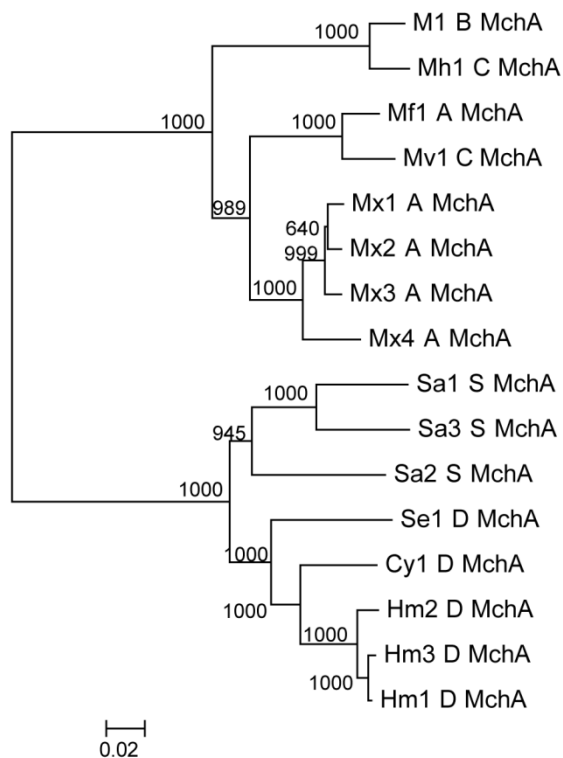 M1 B MchA
1000
Mh1 C MchA
Mf1 A MchA
1000
1000
Mv1 C MchA
Mx1 A MchA
989
640
Mx2 A MchA
999
1000
Mx3 A MchA
Mx4 A MchA
Sa1 S MchA
1000
Sa3 S MchA
945
Sa2 S MchA
1000
Se1 D MchA
1000
Cy1 D MchA
1000
Hm2 D MchA
1000
Hm3 D MchA
1000
Hm1 D MchA
0.02